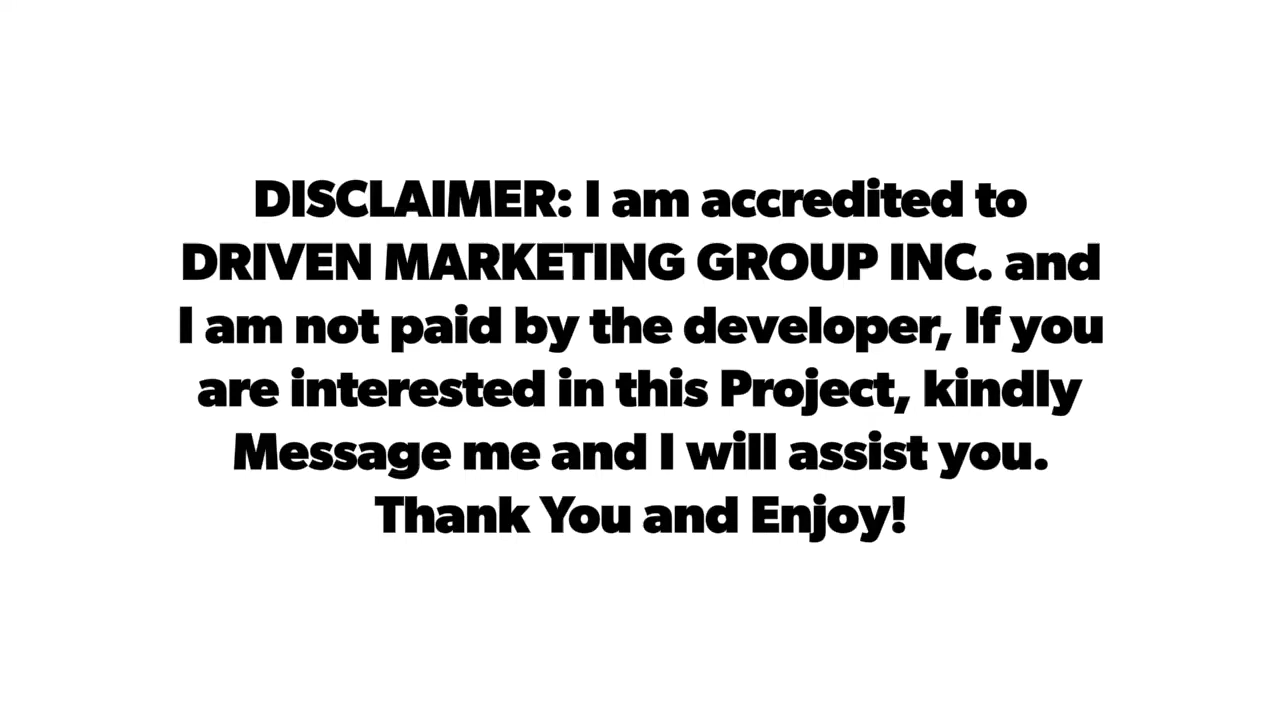 DISCLAIMER: I am accredited to
DRIVEN MARKETING GROUP INC. and
I am not paid by the developer, If you
are interested in this Project, kindly
Message me and I will assist you.
Thank You and Enjoy!